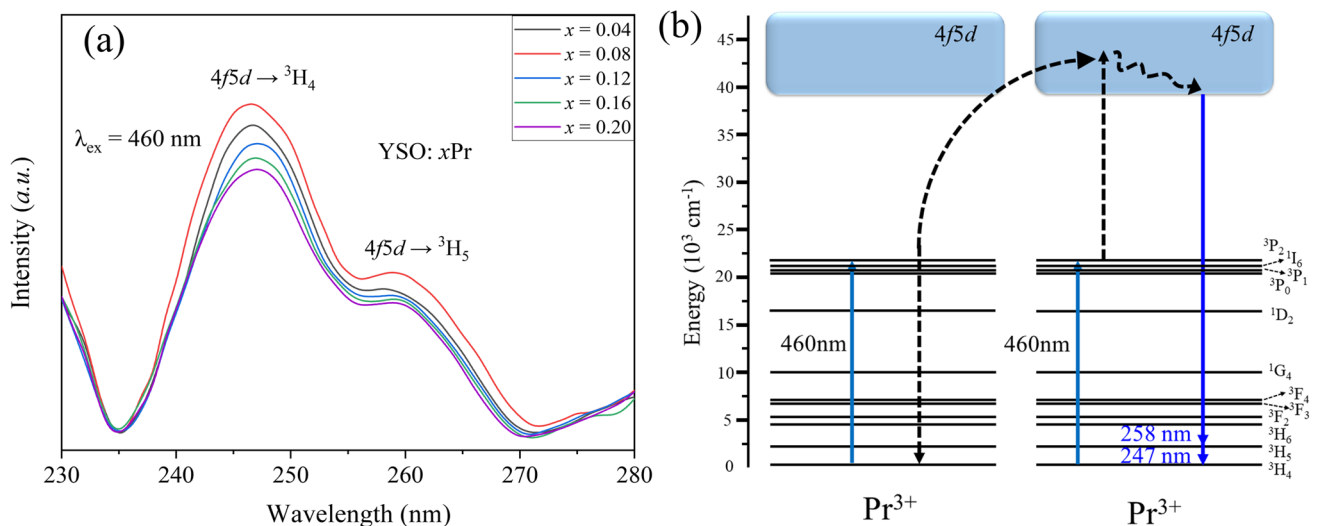 (a)
4f5d → ³H₄
λex = 460 nm
YSO: xPr
4f5d → ³H₅
x = 0.04
x = 0.08
x = 0.12
x = 0.16
x = 0.20
Intensity (a.u.)
230 240 250 260 270 280
Wavelength (nm)
(b)
4f5d
4f5d
45
40
35
30
25
20
15
10
5
0
Energy (10³ cm⁻¹)
460nm
460nm
³P₂
¹I₆
³P₁
³P₀
¹D₂
¹G₄
³F₄
³F₃
³F₂
³H₆
³H₅
³H₄
258 nm
247 nm
Pr³⁺
Pr³⁺